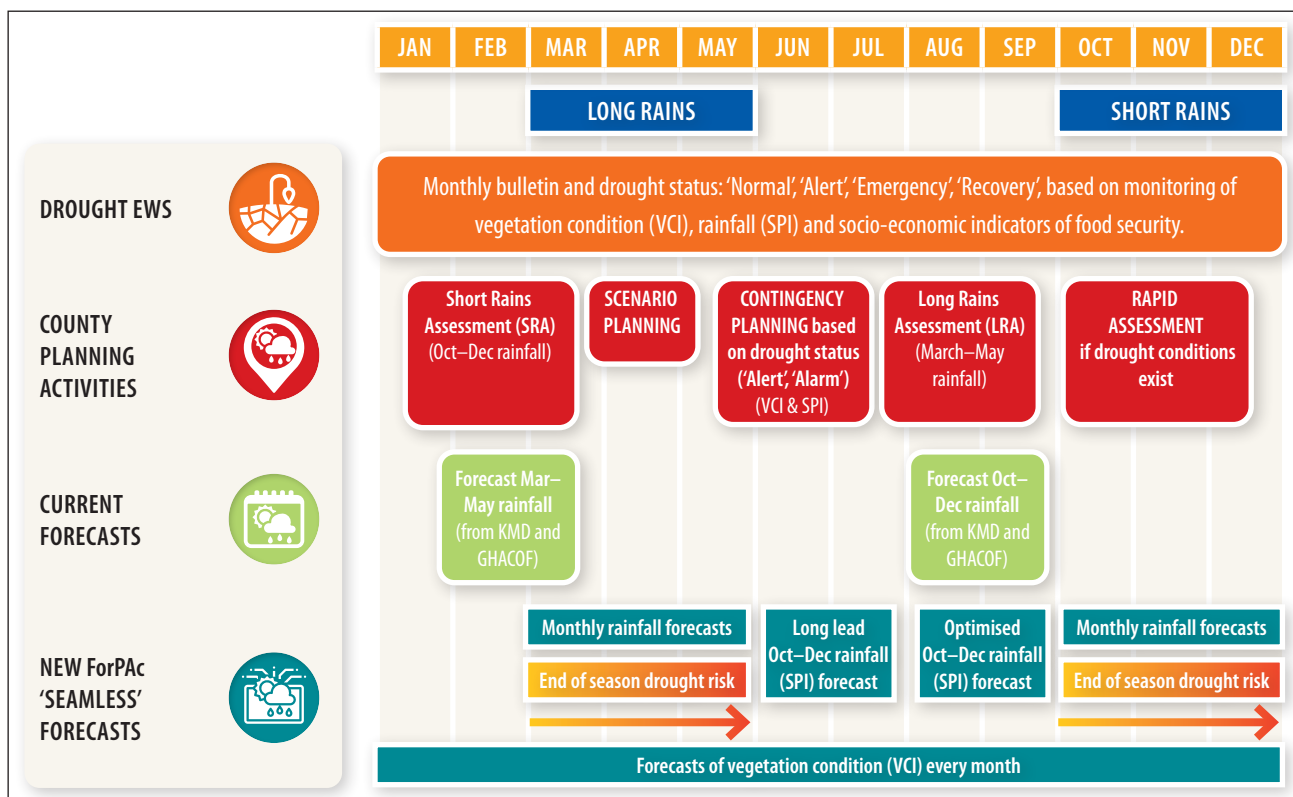 JAN FEB MAR APR MAY JUN JUL AUG SEP OCT NOV DEC
LONG RAINS
SHORT RAINS
DROUGHT EWS
Monthly bulletin and drought status: ‘Normal’, ‘Alert’, ‘Emergency’, ‘Recovery’, based on monitoring of
vegetation condition (VCI), rainfall (SPI) and socio-economic indicators of food security.
COUNTY
PLANNING
ACTIVITIES
Short Rains
Assessment (SRA)
(Oct–Dec rainfall)
SCENARIO
PLANNING
CONTINGENCY
PLANNING based
on drought status
(‘Alert’, ‘Alarm’)
(VCI & SPI)
Long Rains
Assessment (LRA)
(March–May
rainfall)
RAPID
ASSESSMENT
if drought conditions
exist
CURRENT
FORECASTS
Forecast Mar–
May rainfall
(from KMD and
GHACOF)
Forecast Oct–
Dec rainfall
(from KMD and
GHACOF)
NEW ForPAc
‘SEAMLESS’
FORECASTS
Monthly rainfall forecasts
End of season drought risk
Long lead
Oct–Dec rainfall
(SPI) forecast
Optimised
Oct–Dec rainfall
(SPI) forecast
Monthly rainfall forecasts
End of season drought risk
Forecasts of vegetation condition (VCI) every month